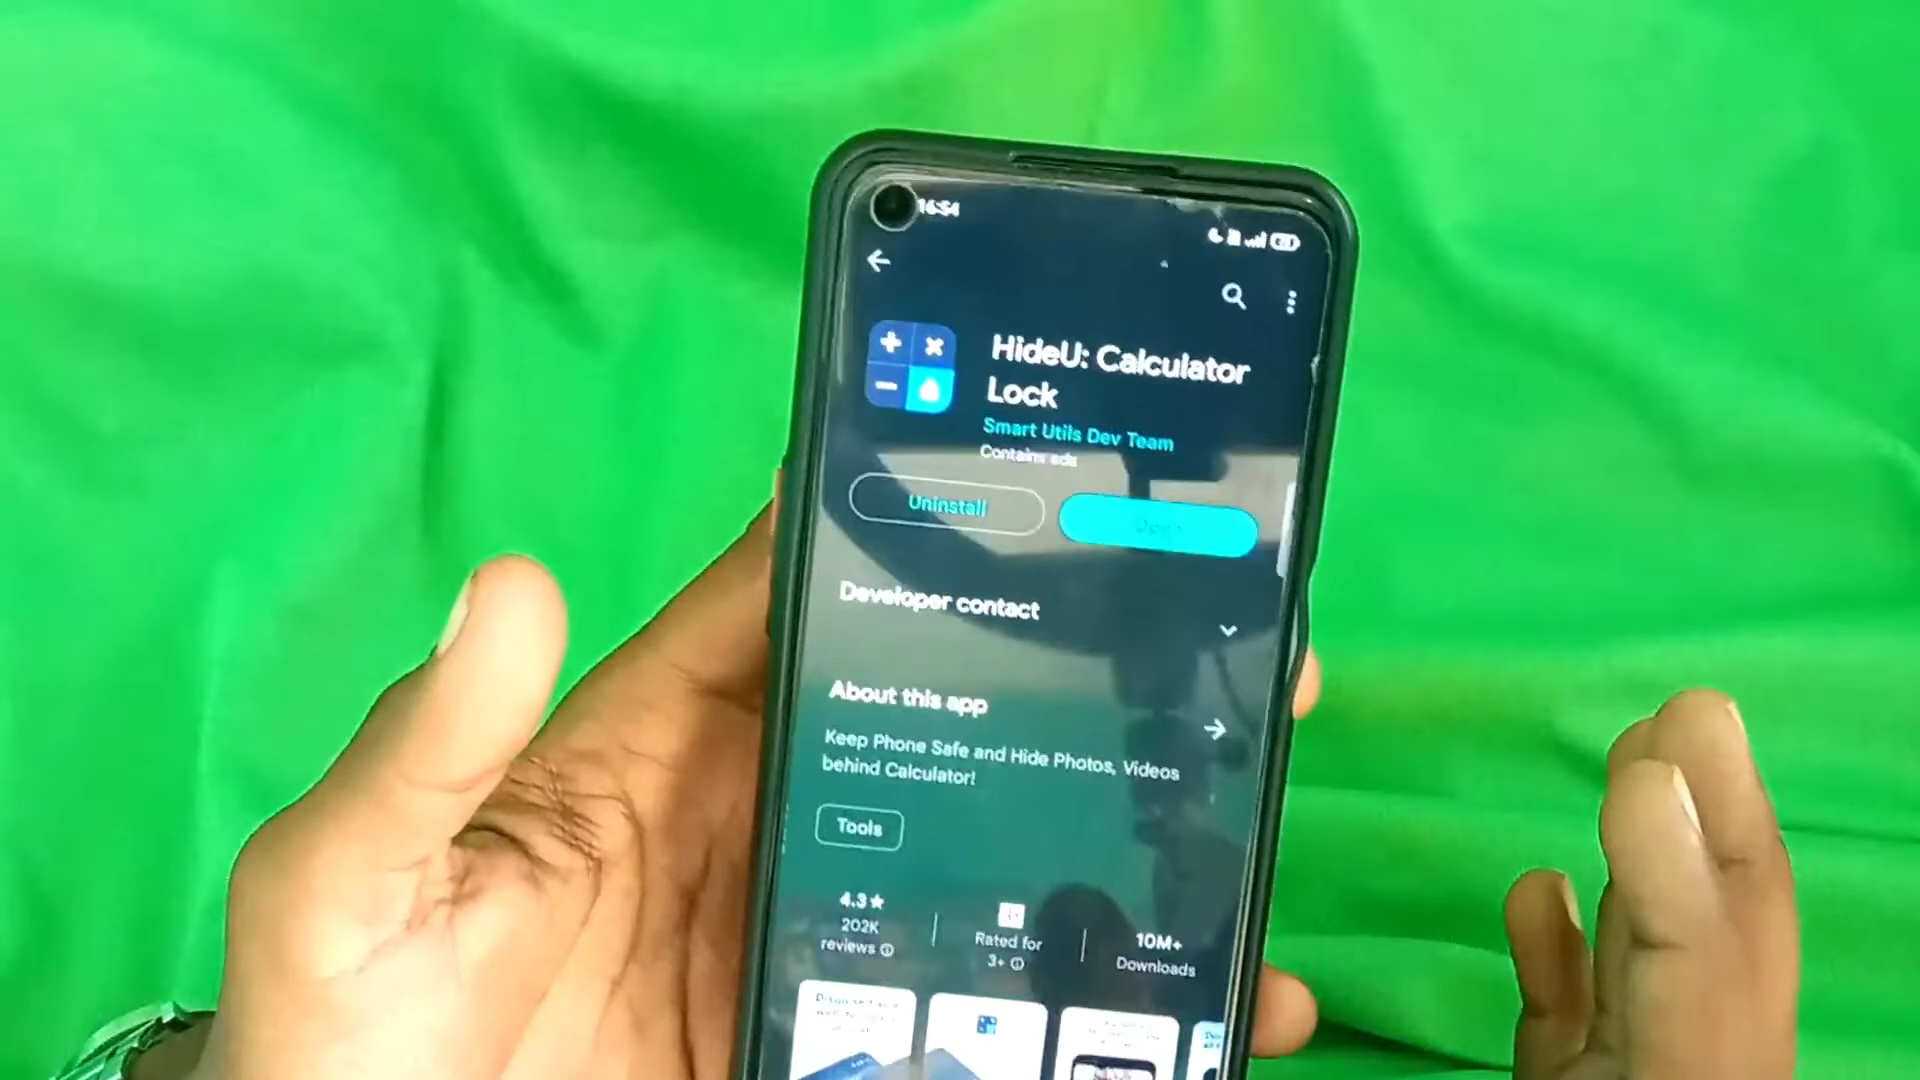 16:54
HideU: Calculator
Lock
Smart Utils Dev Team
Contains ads
Uninstall
Open
Developer contact
About this app
Keep Phone Safe and Hide Photos, Videos
behind Calculator!
Tools
4.3★
202K
reviews
Rated for
3+
10M+
Downloads